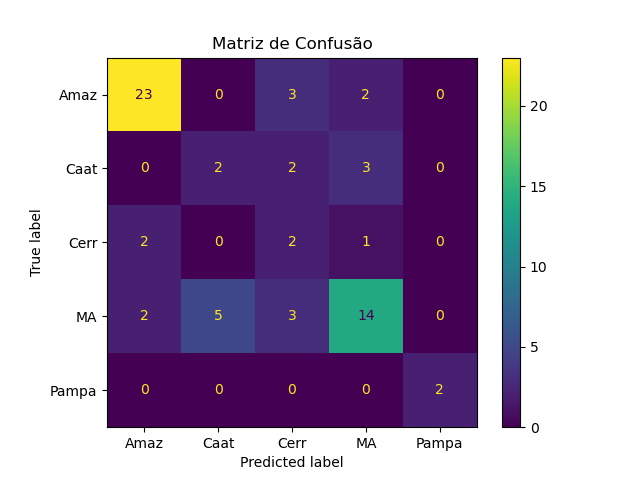 Matriz de Confusão
Amaz 23 0 3 2 0
Caat 0 2 2 3 0
Cerr 2 0 2 1 0
MA 2 5 3 14 0
Pampa 0 0 0 0 2
Amaz Caat Cerr MA Pampa
Predicted label
True label
20
15
10
5
0